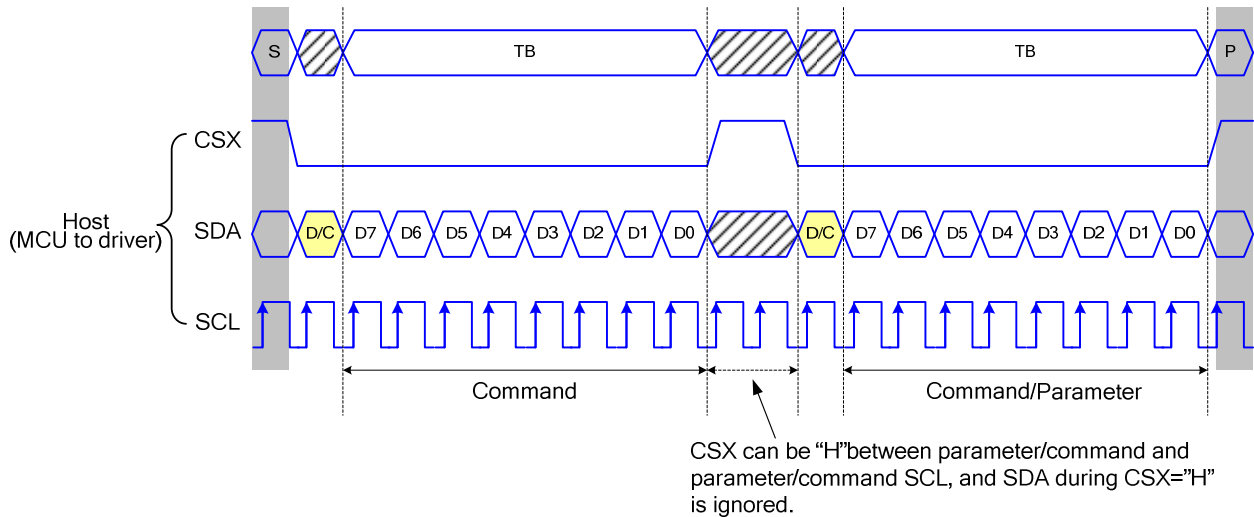 S TB TB P
CSX
Host
(MCU to driver)
SDA D/C D7 D6 D5 D4 D3 D2 D1 D0 D/C D7 D6 D5 D4 D3 D2 D1 D0
SCL
Command Command/Parameter
CSX can be “H”between parameter/command and
parameter/command SCL, and SDA during CSX=”H”
is ignored.